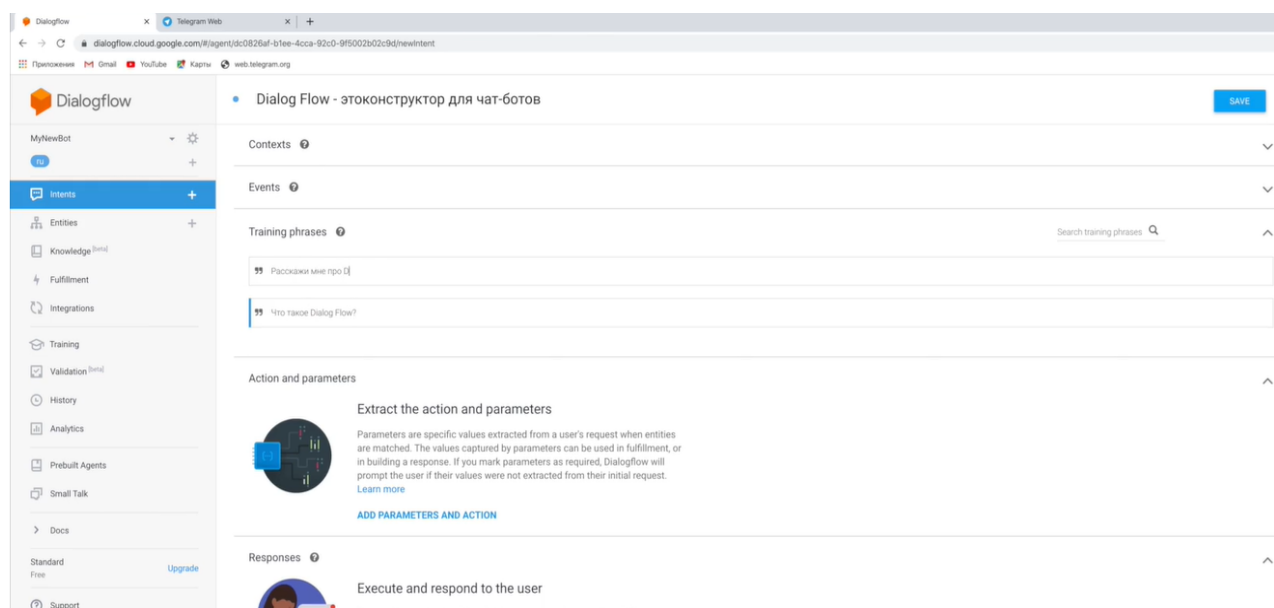 Dialogflow
Telegram Web
dialogflow.cloud.google.com/#/agent/dc0826af-b1ee-4cca-92c0-9f5002b02c9d/newIntent
Приложения Gmail YouTube Карты web.telegram.org
Dialogflow
Dialog Flow - этоконструктор для чат-ботов
SAVE
MyNewBot
ru
Contexts
Intents
Events
Entities
Training phrases
Search training phrases
Knowledge [beta]
Расскажи мне про D
Fulfillment
Integrations
Что такое Dialog Flow?
Training
Validation [beta]
Action and parameters
History
Extract the action and parameters
Analytics
Parameters are specific values extracted from a user's request when entities
are matched. The values captured by parameters can be used in fulfillment, or
in building a response. If you mark parameters as required, Dialogflow will
prompt the user if their values were not extracted from their initial request.
Learn more
Prebuilt Agents
Small Talk
ADD PARAMETERS AND ACTION
Docs
Responses
Standard
Free
Upgrade
Execute and respond to the user
Support